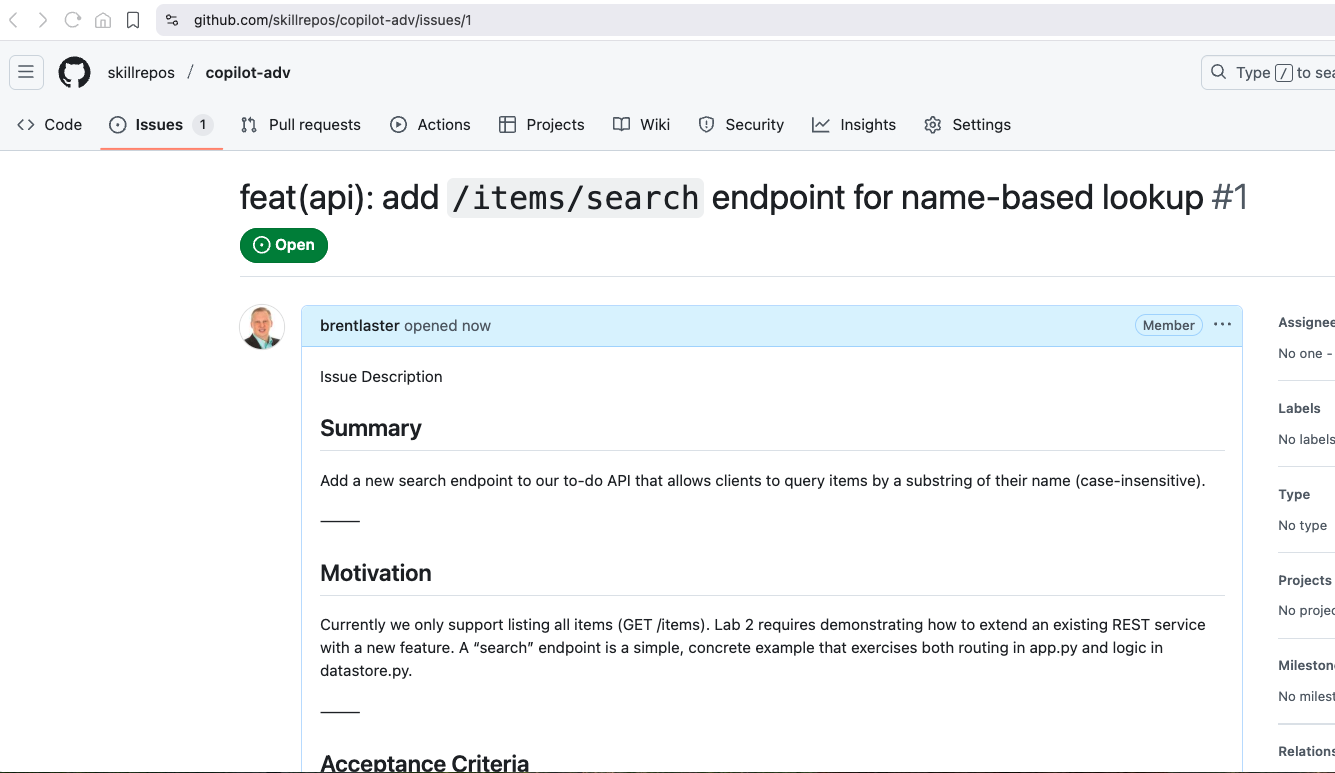 github.com/skillrepos/copilot-adv/issues/1
skillrepos / copilot-adv
Type / to sea
Code Issues 1 Pull requests Actions Projects Wiki Security Insights Settings
feat(api): add /items/search endpoint for name-based lookup #1
Open
brentlaster opened now
Member
Issue Description
Summary
Add a new search endpoint to our to-do API that allows clients to query items by a substring of their name (case-insensitive).
Motivation
Currently we only support listing all items (GET /items). Lab 2 requires demonstrating how to extend an existing REST service
with a new feature. A “search” endpoint is a simple, concrete example that exercises both routing in app.py and logic in
datastore.py.
Acceptance Criteria
Assignee
No one -
Labels
No labels
Type
No type
Projects
No projec
Mileston
No milest
Relations